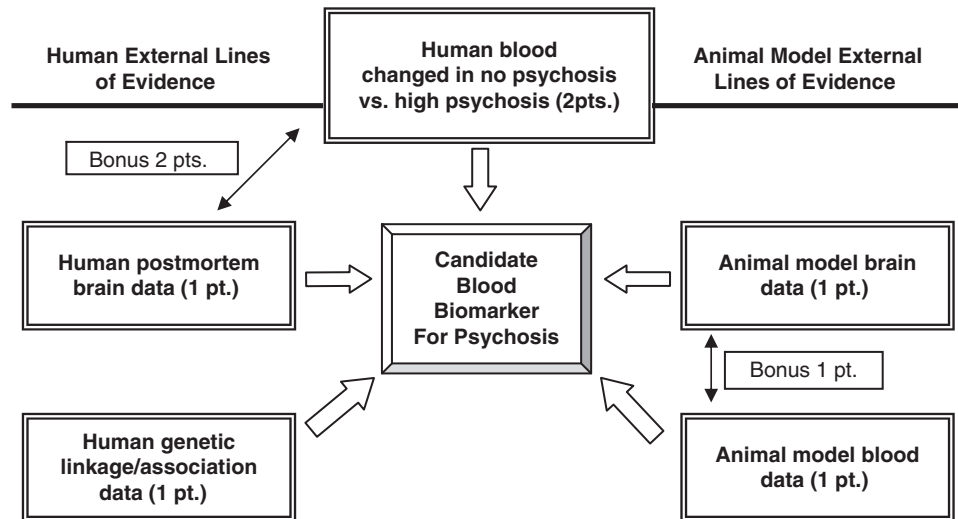 Human External Lines
of Evidence
Human blood
changed in no psychosis
vs. high psychosis (2pts.)
Animal Model External
Lines of Evidence
Bonus 2 pts.
Human postmortem
brain data (1 pt.)
Candidate
Blood
Biomarker
For Psychosis
Animal model brain
data (1 pt.)
Bonus 1 pt.
Human genetic
linkage/association
data (1 pt.)
Animal model blood
data (1 pt.)